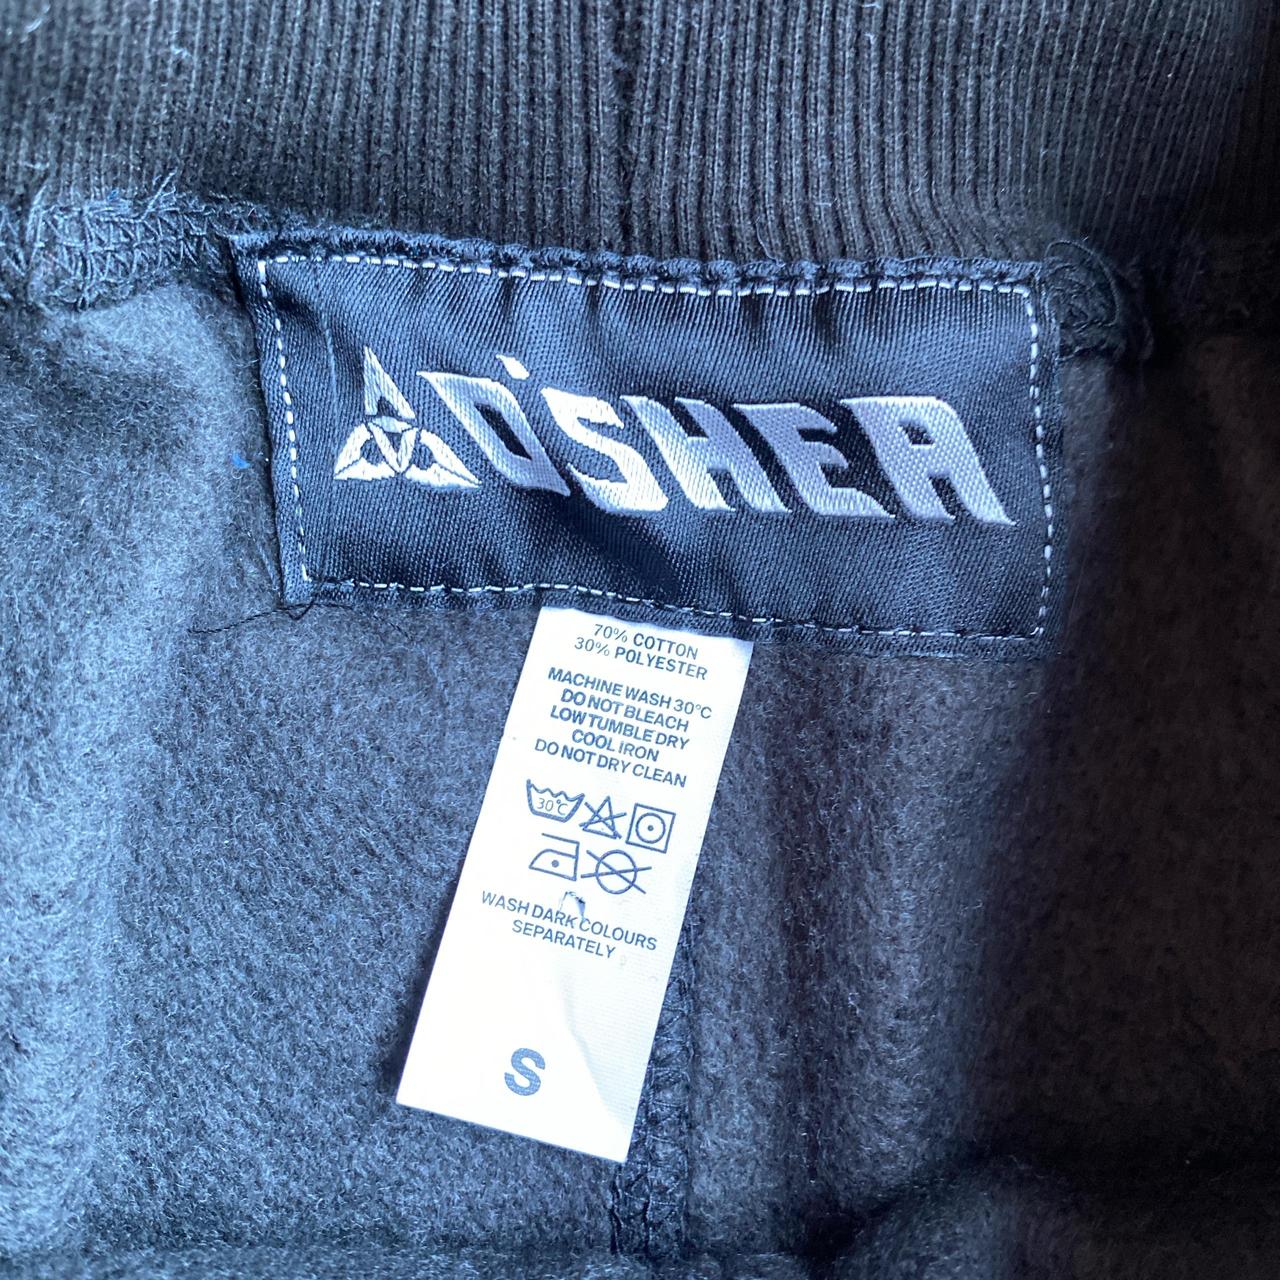 O'SHEA
70% COTTON
30% POLYESTER
MACHINE WASH 30°C
DO NOT BLEACH
LOW TUMBLE DRY
COOL IRON
DO NOT DRY CLEAN
30°C
WASH DARK COLOURS
SEPARATELY
S